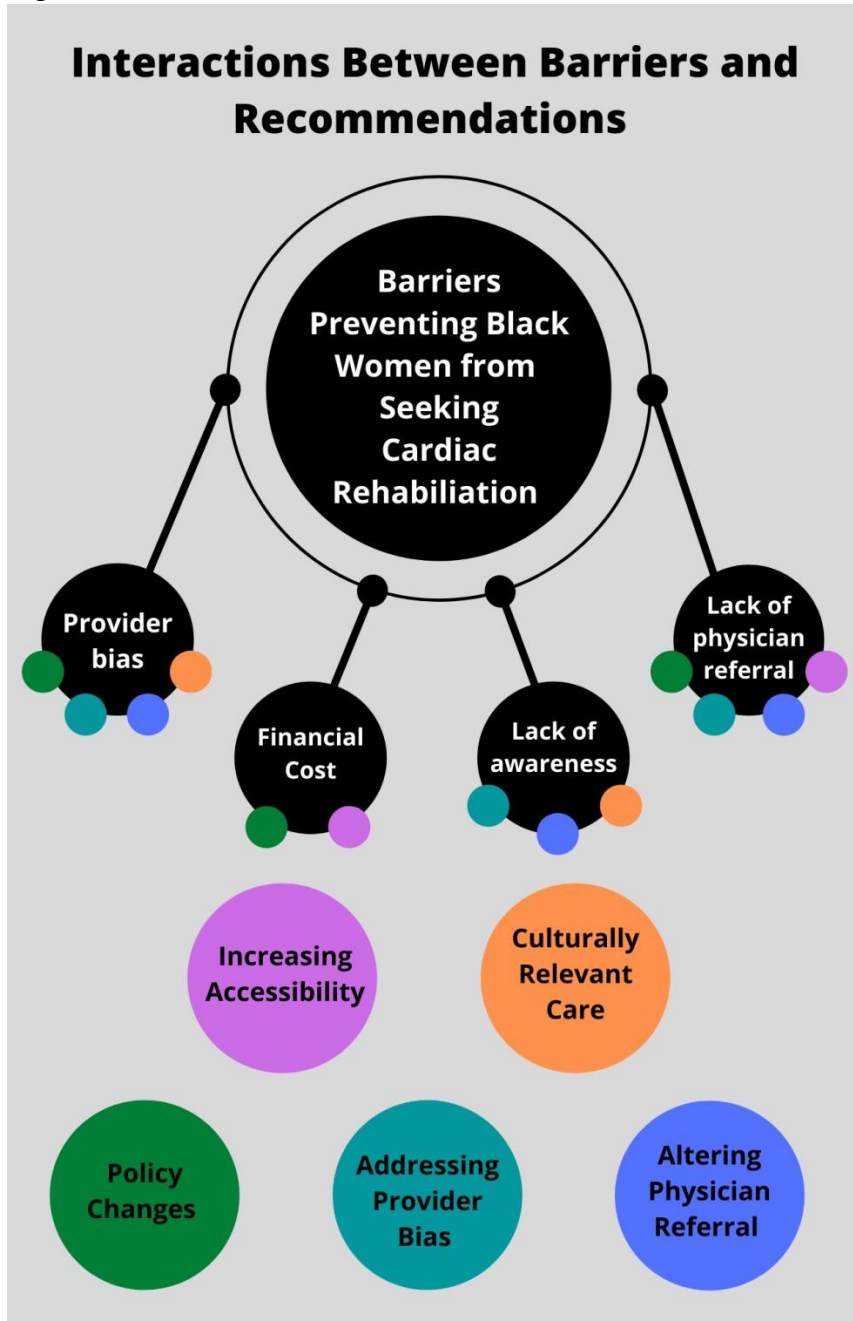 Interactions Between Barriers and
Recommendations
Barriers
Preventing Black
Women from
Seeking
Cardiac
Rehabiliation
Provider
bias
Financial
Cost
Lack of
awareness
Lack of
physician
referral
Increasing
Accessibility
Culturally
Relevant
Care
Policy
Changes
Addressing
Provider
Bias
Altering
Physician
Referral